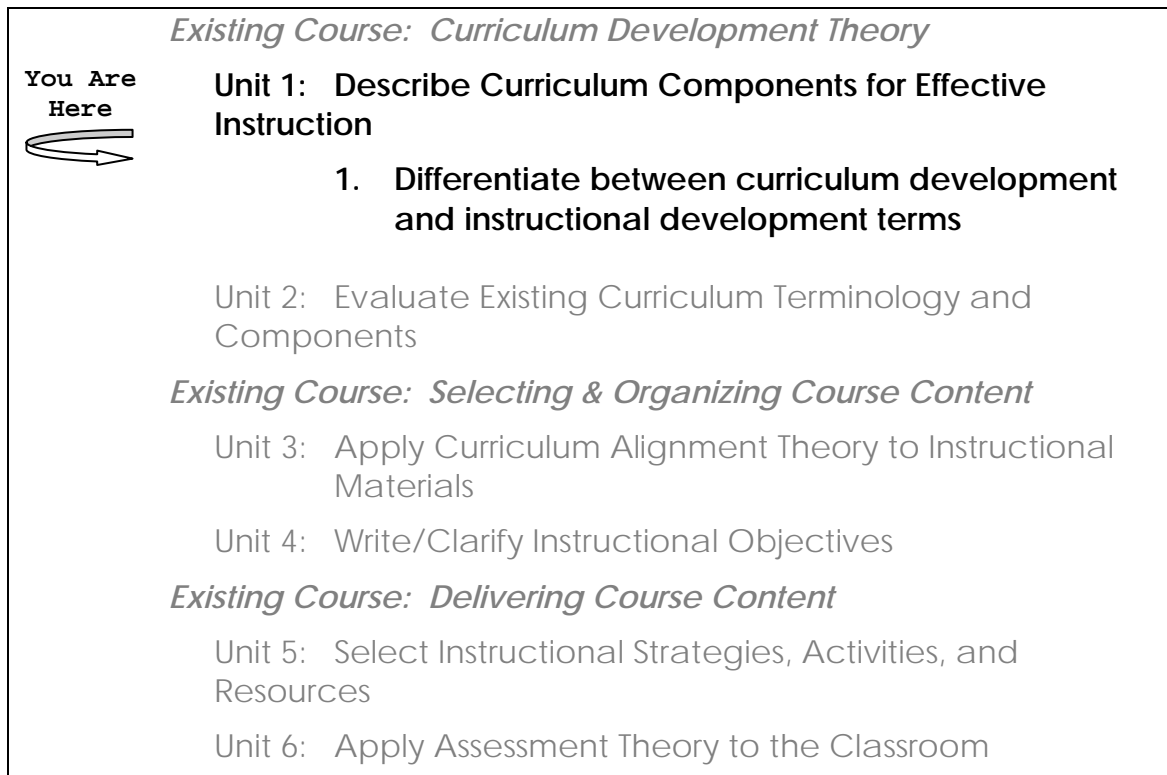 Existing Course: Curriculum Development Theory
You Are
Here
Unit 1: Describe Curriculum Components for Effective
Instruction
1. Differentiate between curriculum development
and instructional development terms
Unit 2: Evaluate Existing Curriculum Terminology and
Components
Existing Course: Selecting & Organizing Course Content
Unit 3: Apply Curriculum Alignment Theory to Instructional
Materials
Unit 4: Write/Clarify Instructional Objectives
Existing Course: Delivering Course Content
Unit 5: Select Instructional Strategies, Activities, and
Resources
Unit 6: Apply Assessment Theory to the Classroom